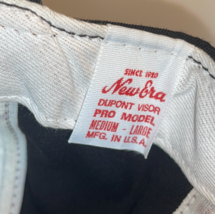 SINCE 1920
New Era
DUPONT VISOR
PRO MODEL
MEDIUM - LARGE
MFG. IN U.S.A.